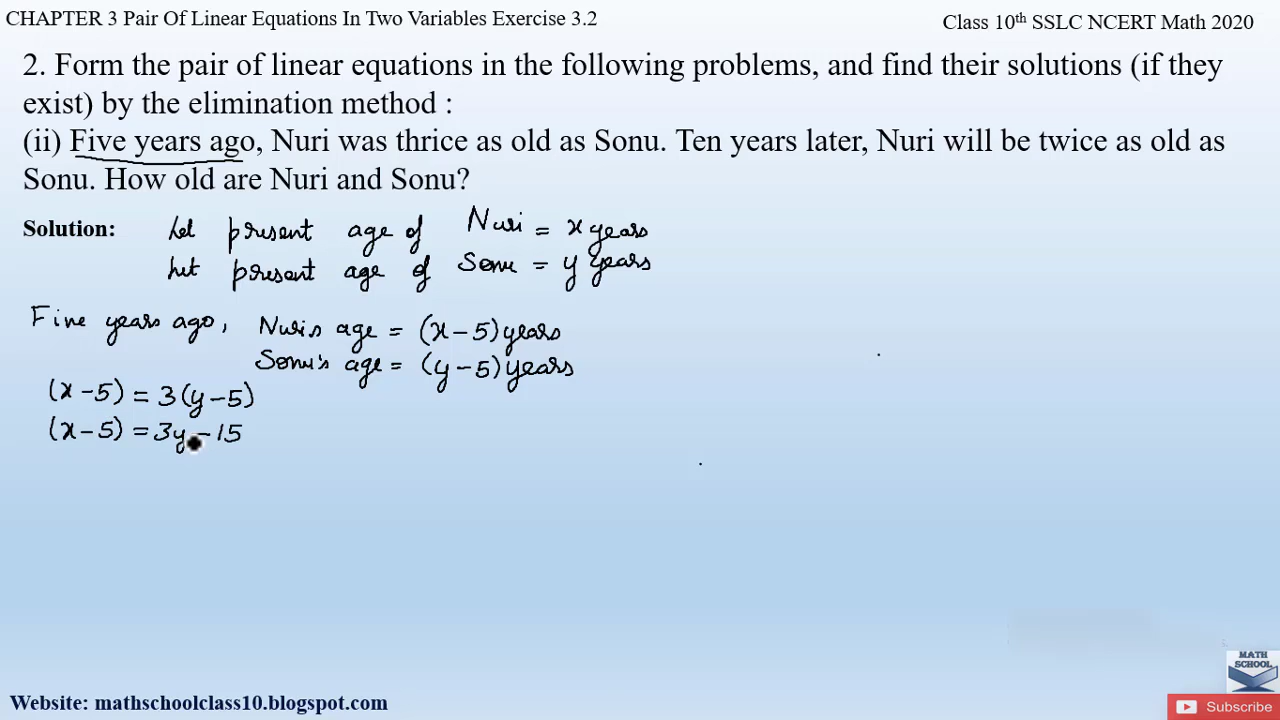 CHAPTER 3 Pair Of Linear Equations In Two Variables Exercise 3.2
Class 10th SSLC NCERT Math 2020
2. Form the pair of linear equations in the following problems, and find their solutions (if they
exist) by the elimination method :
(ii) Five years ago, Nuri was thrice as old as Sonu. Ten years later, Nuri will be twice as old as
Sonu. How old are Nuri and Sonu?
Solution: Let present age of Nuri = x years
Let present age of Sonu = y years
Five years ago, Nuri's age = (x-5) years
Sonu's age = (y-5) years
(x-5) = 3(y-5)
(x-5) = 3y-15
MATH
SCHOOL
Website: mathschoolclass10.blogspot.com
Subscribe